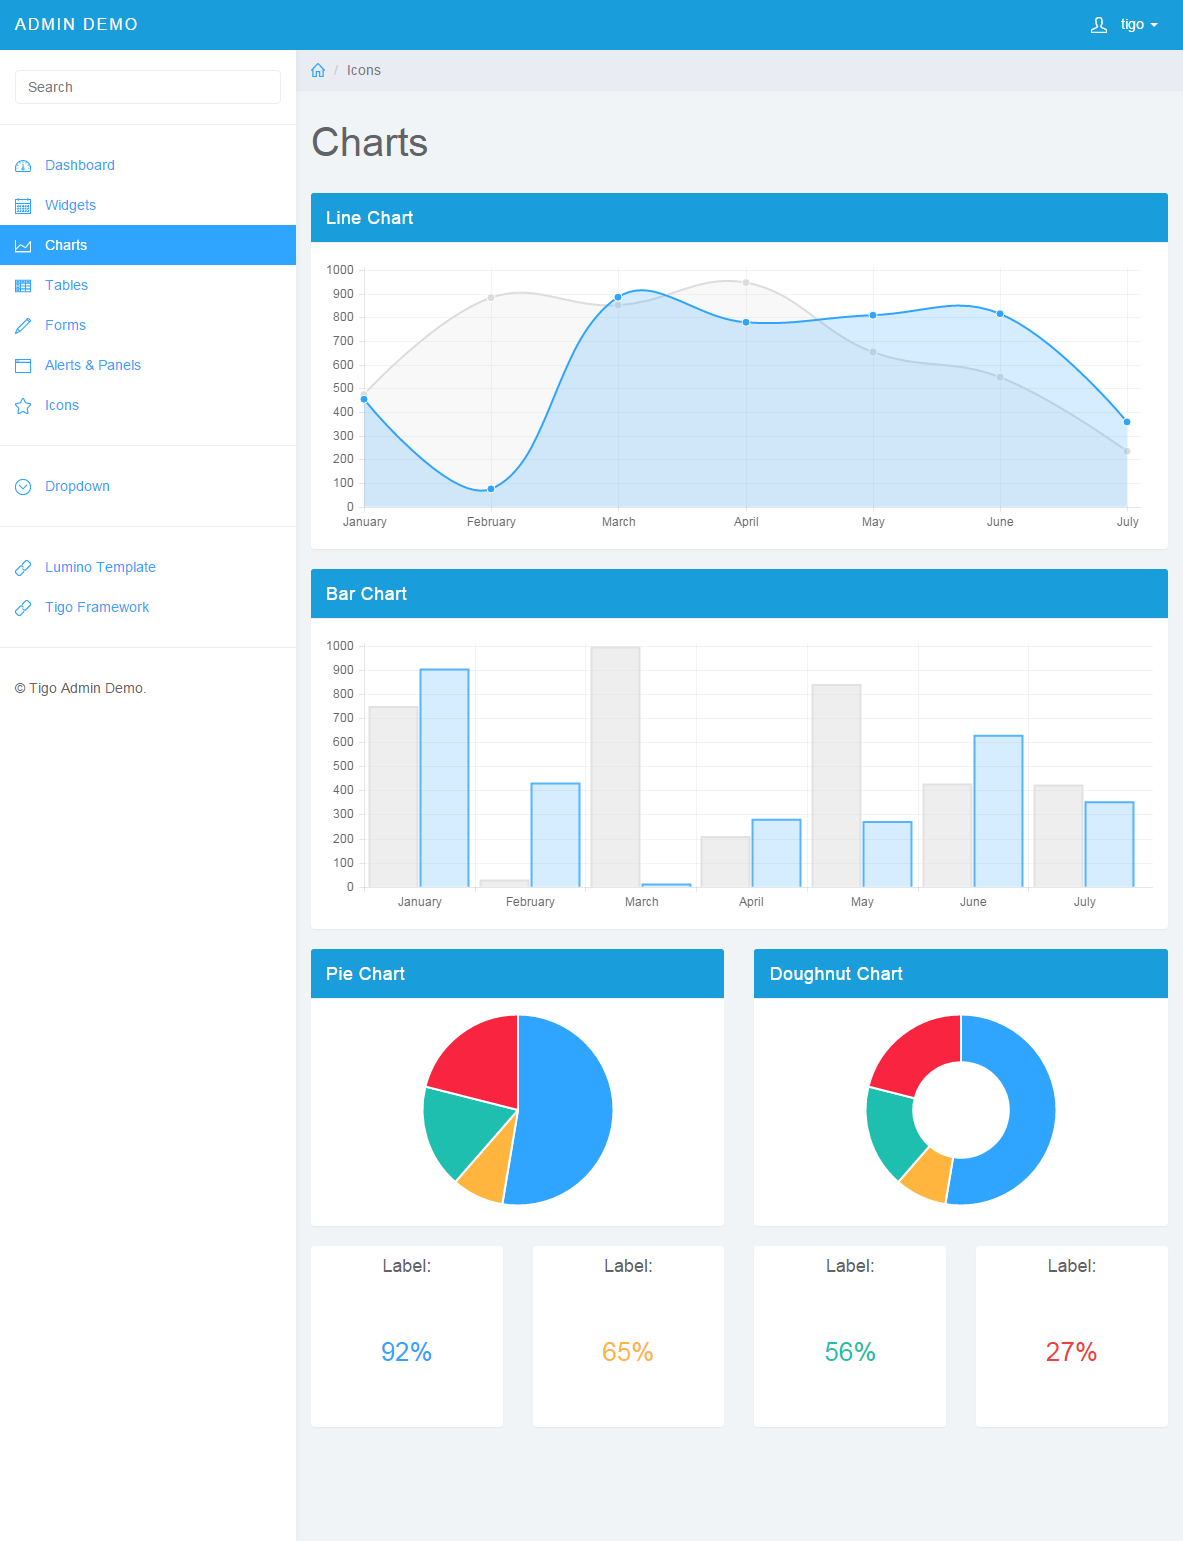 ADMIN DEMO
tigo
Search
Icons
Dashboard
Widgets
Charts
Tables
Forms
Alerts & Panels
Icons
Dropdown
Lumino Template
Tigo Framework
© Tigo Admin Demo.
Charts
Line Chart
1000
900
800
700
600
500
400
300
200
100
0
January February March April May June July
Bar Chart
1000
900
800
700
600
500
400
300
200
100
0
January February March April May June July
Pie Chart
Doughnut Chart
Label:
92%
Label:
65%
Label:
56%
Label:
27%